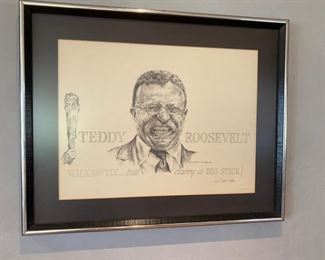 TEDDY ROOSEVELT
WALK SOFTLY... but carry a BIG STICK!